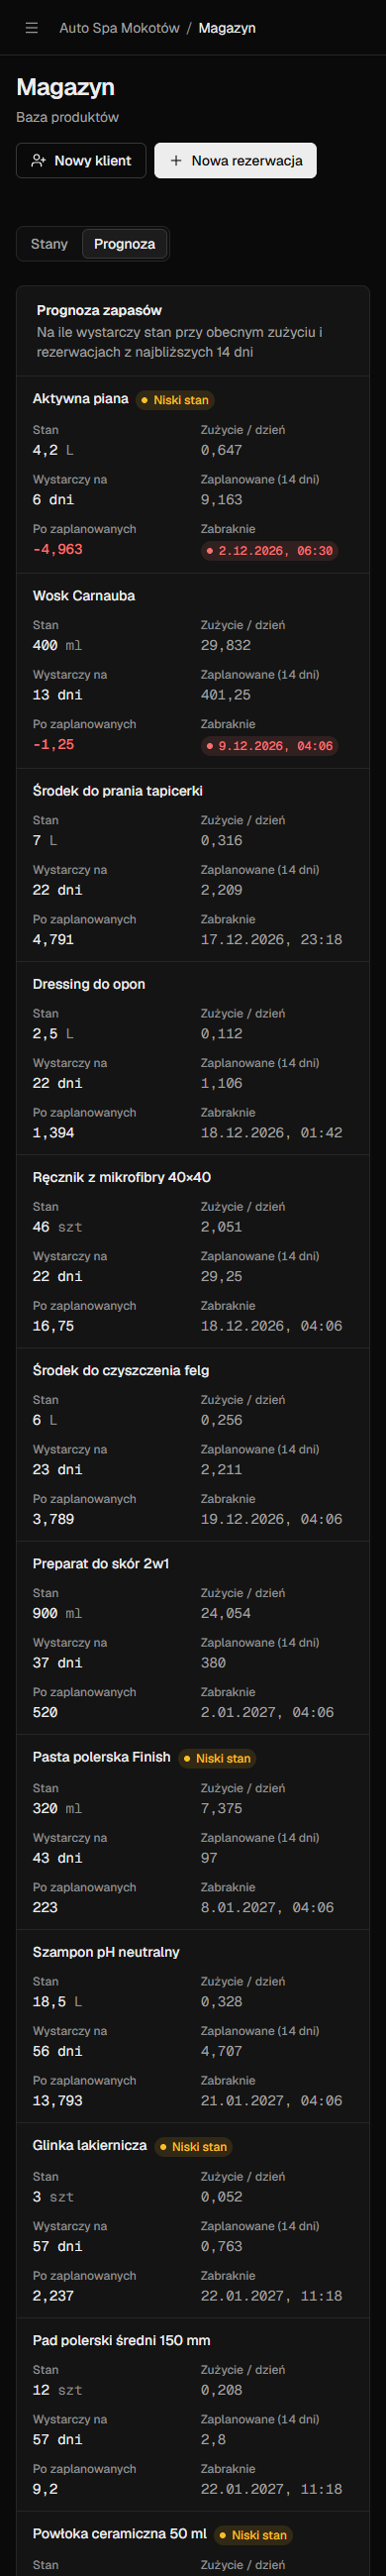 Auto Spa Mokotów / Magazyn
Magazyn
Baza produktów
Nowy klient
Nowa rezerwacja
Stany
Prognoza
Prognoza zapasów
Na ile wystarczy stan przy obecnym zużyciu i
rezerwacjach z najbliższych 14 dni
Aktywna piana Niski stan
Stan Zużycie / dzień
4,2 L 0,647
Wystarczy na Zaplanowane (14 dni)
6 dni 9,163
Po zaplanowanych Zabraknie
-4,963 2.12.2026, 06:30
Wosk Carnauba
Stan Zużycie / dzień
400 ml 29,832
Wystarczy na Zaplanowane (14 dni)
13 dni 401,25
Po zaplanowanych Zabraknie
-1,25 9.12.2026, 04:06
Środek do prania tapicerki
Stan Zużycie / dzień
7 L 0,316
Wystarczy na Zaplanowane (14 dni)
22 dni 2,209
Po zaplanowanych Zabraknie
4,791 17.12.2026, 23:18
Dressing do opon
Stan Zużycie / dzień
2,5 L 0,112
Wystarczy na Zaplanowane (14 dni)
22 dni 1,106
Po zaplanowanych Zabraknie
1,394 18.12.2026, 01:42
Ręcznik z mikrofibry 40×40
Stan Zużycie / dzień
46 szt 2,051
Wystarczy na Zaplanowane (14 dni)
22 dni 29,25
Po zaplanowanych Zabraknie
16,75 18.12.2026, 04:06
Środek do czyszczenia felg
Stan Zużycie / dzień
6 L 0,256
Wystarczy na Zaplanowane (14 dni)
23 dni 2,211
Po zaplanowanych Zabraknie
3,789 19.12.2026, 04:06
Preparat do skór 2w1
Stan Zużycie / dzień
900 ml 24,054
Wystarczy na Zaplanowane (14 dni)
37 dni 380
Po zaplanowanych Zabraknie
520 2.01.2027, 04:06
Pasta polerska Finish Niski stan
Stan Zużycie / dzień
320 ml 7,375
Wystarczy na Zaplanowane (14 dni)
43 dni 97
Po zaplanowanych Zabraknie
223 8.01.2027, 04:06
Szampon pH neutralny
Stan Zużycie / dzień
18,5 L 0,328
Wystarczy na Zaplanowane (14 dni)
56 dni 4,707
Po zaplanowanych Zabraknie
13,793 21.01.2027, 04:06
Glinka lakiernicza Niski stan
Stan Zużycie / dzień
3 szt 0,052
Wystarczy na Zaplanowane (14 dni)
57 dni 0,763
Po zaplanowanych Zabraknie
2,237 22.01.2027, 11:18
Pad polerski średni 150 mm
Stan Zużycie / dzień
12 szt 0,208
Wystarczy na Zaplanowane (14 dni)
57 dni 2,8
Po zaplanowanych Zabraknie
9,2 22.01.2027, 11:18
Powłoka ceramiczna 50 ml Niski stan
Stan Zużycie / dzień